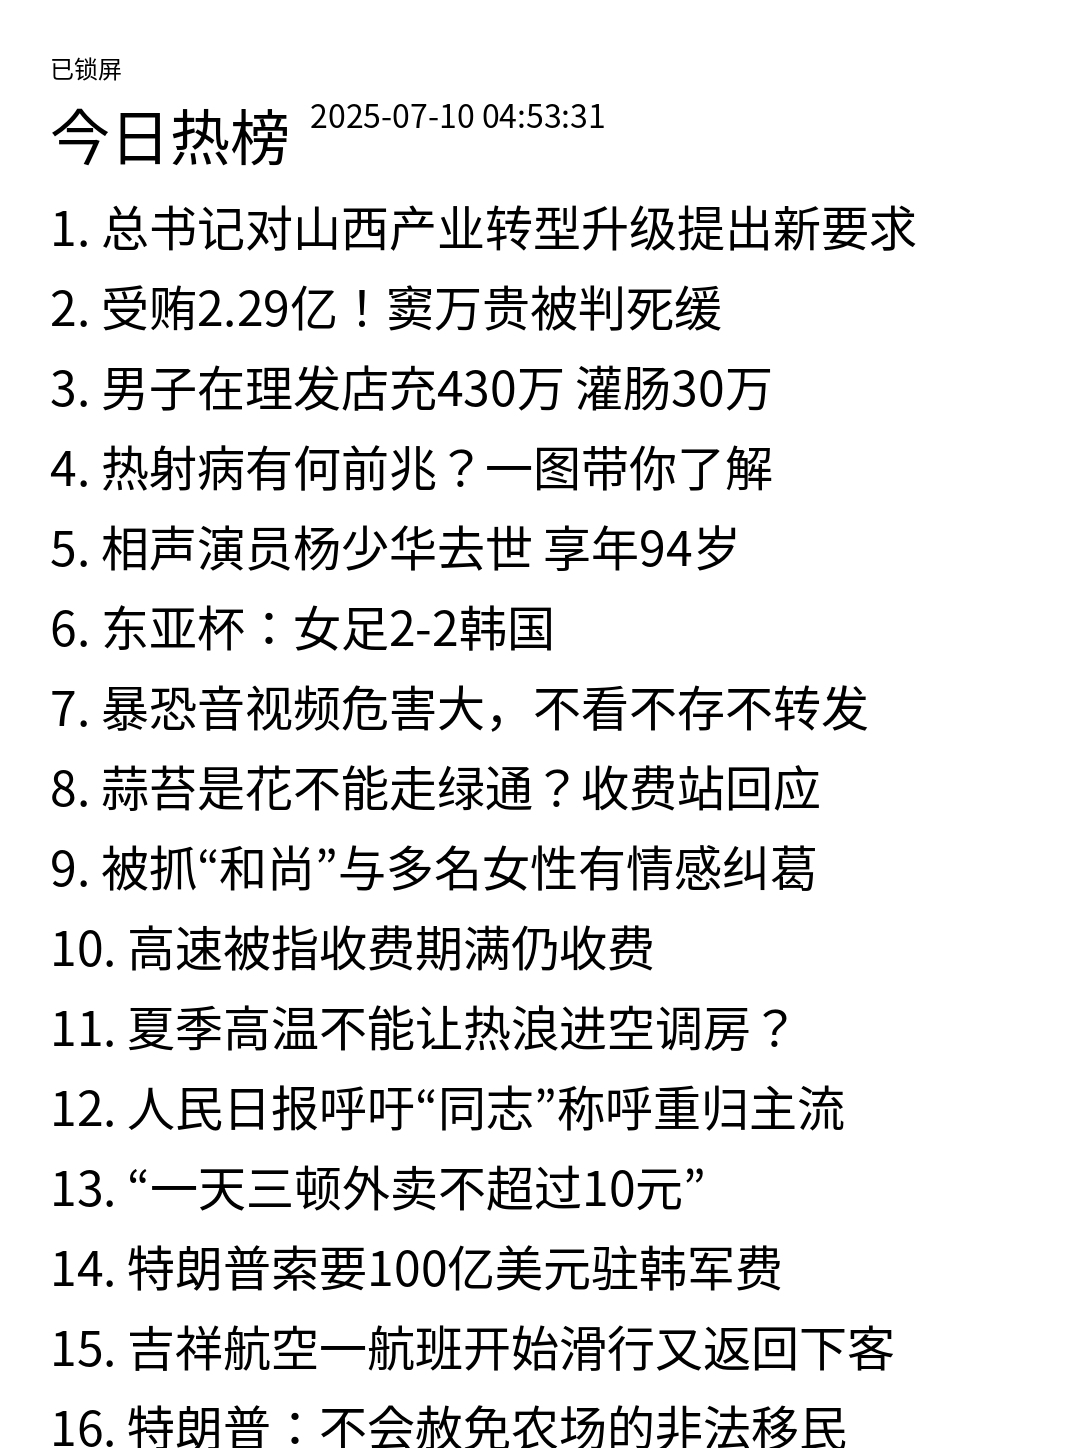 已锁屏
今日热榜 2025-07-10 04:53:31
1. 总书记对山西产业转型升级提出新要求
2. 受贿2.29亿！窦万贵被判死缓
3. 男子在理发店充430万 灌肠30万
4. 热射病有何前兆？一图带你了解
5. 相声演员杨少华去世 享年94岁
6. 东亚杯：女足2-2韩国
7. 暴恐音视频危害大，不看不存不转发
8. 蒜苔是花不能走绿通？收费站回应
9. 被抓“和尚”与多名女性有情感纠葛
10. 高速被指收费期满仍收费
11. 夏季高温不能让热浪进空调房？
12. 人民日报呼吁“同志”称呼重归主流
13. “一天三顿外卖不超过10元”
14. 特朗普索要100亿美元驻韩军费
15. 吉祥航空一航班开始滑行又返回下客
16. 特朗普：不会赦免农场的非法移民